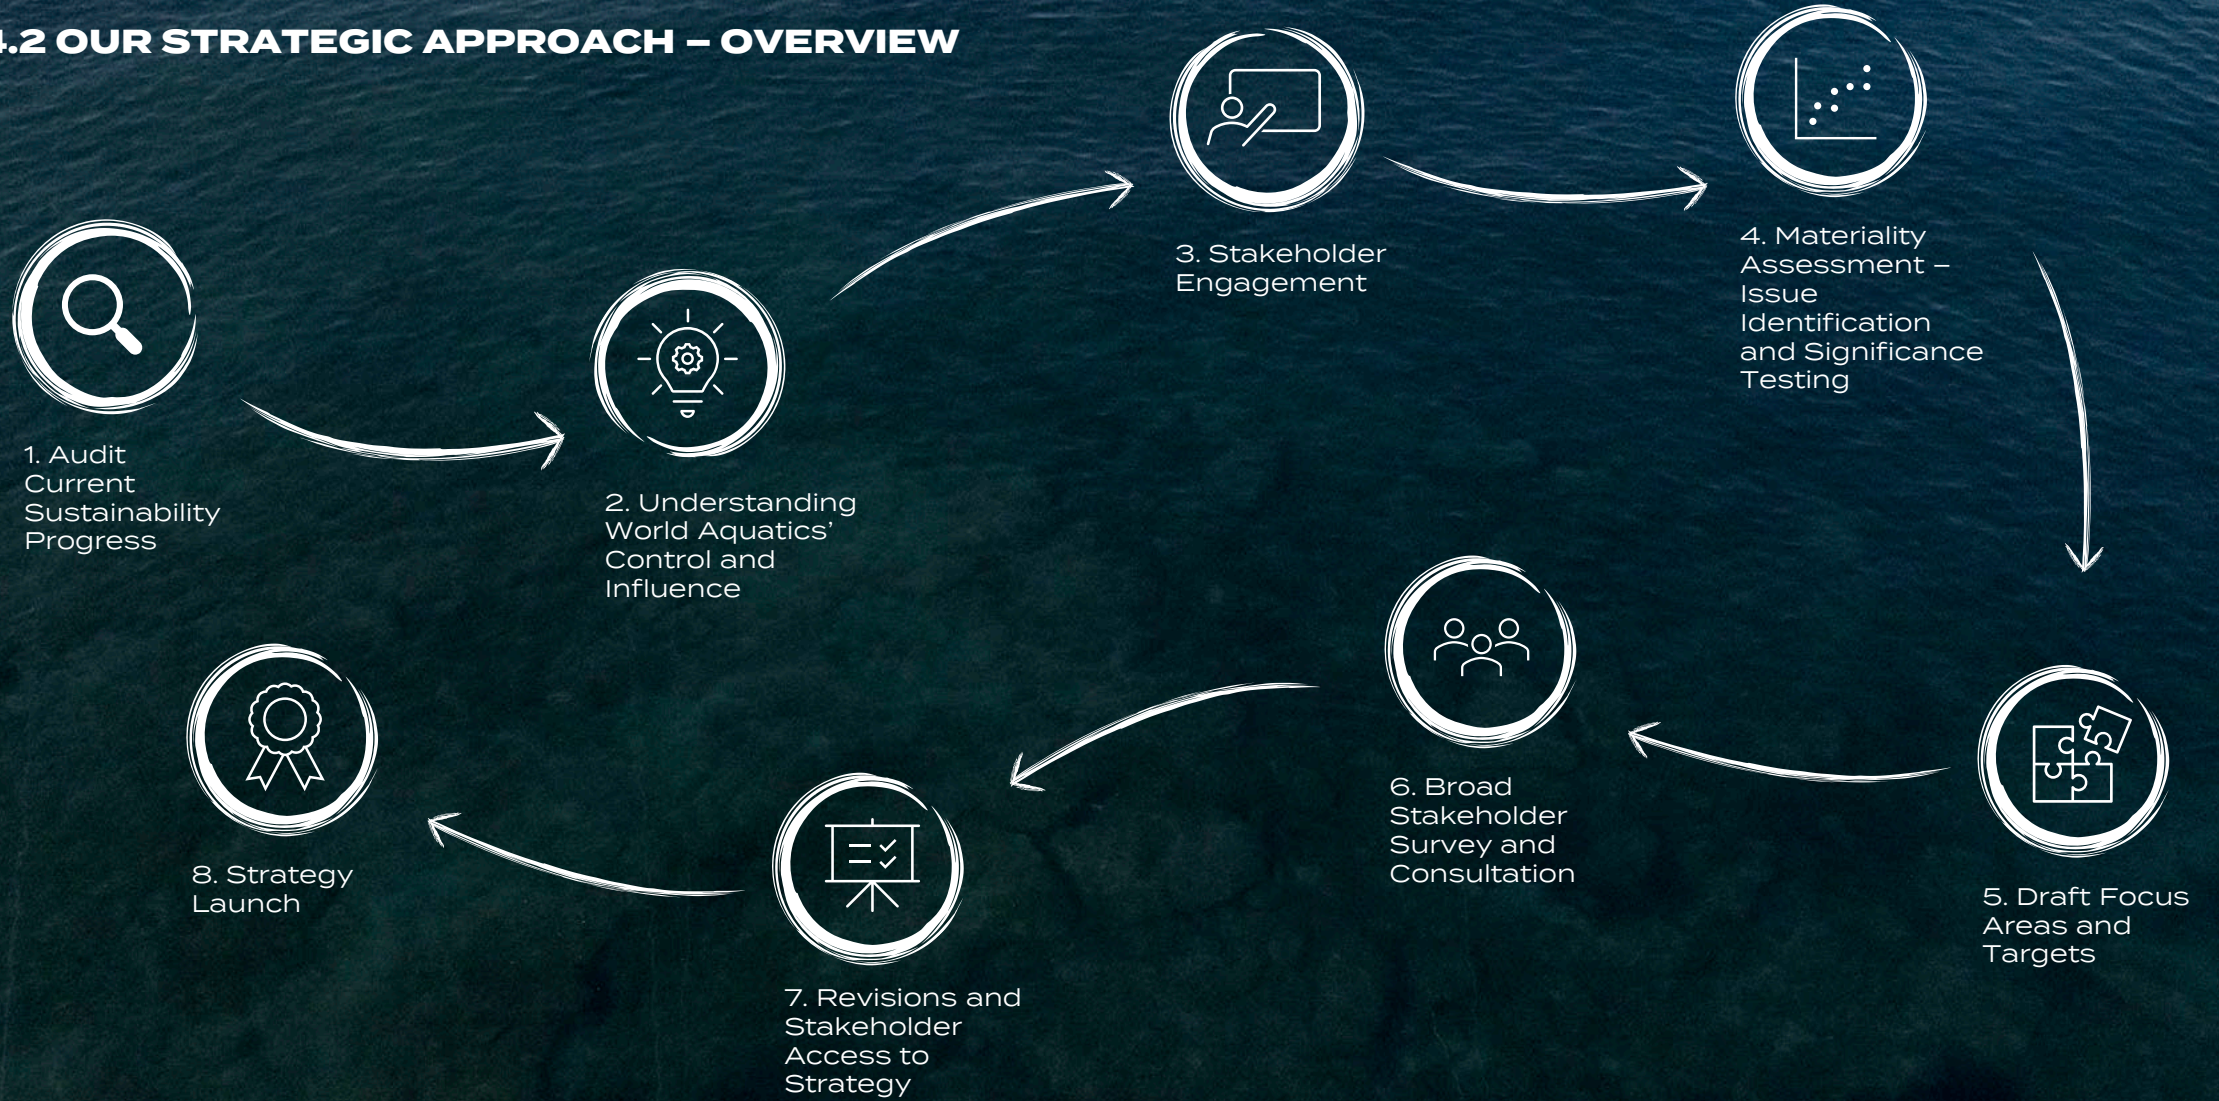 4.2 OUR STRATEGIC APPROACH – OVERVIEW
1. Audit
Current
Sustainability
Progress
2. Understanding
World Aquatics’
Control and
Influence
3. Stakeholder
Engagement
4. Materiality
Assessment –
Issue
Identification
and Significance
Testing
5. Draft Focus
Areas and
Targets
6. Broad
Stakeholder
Survey and
Consultation
7. Revisions and
Stakeholder
Access to
Strategy
8. Strategy
Launch